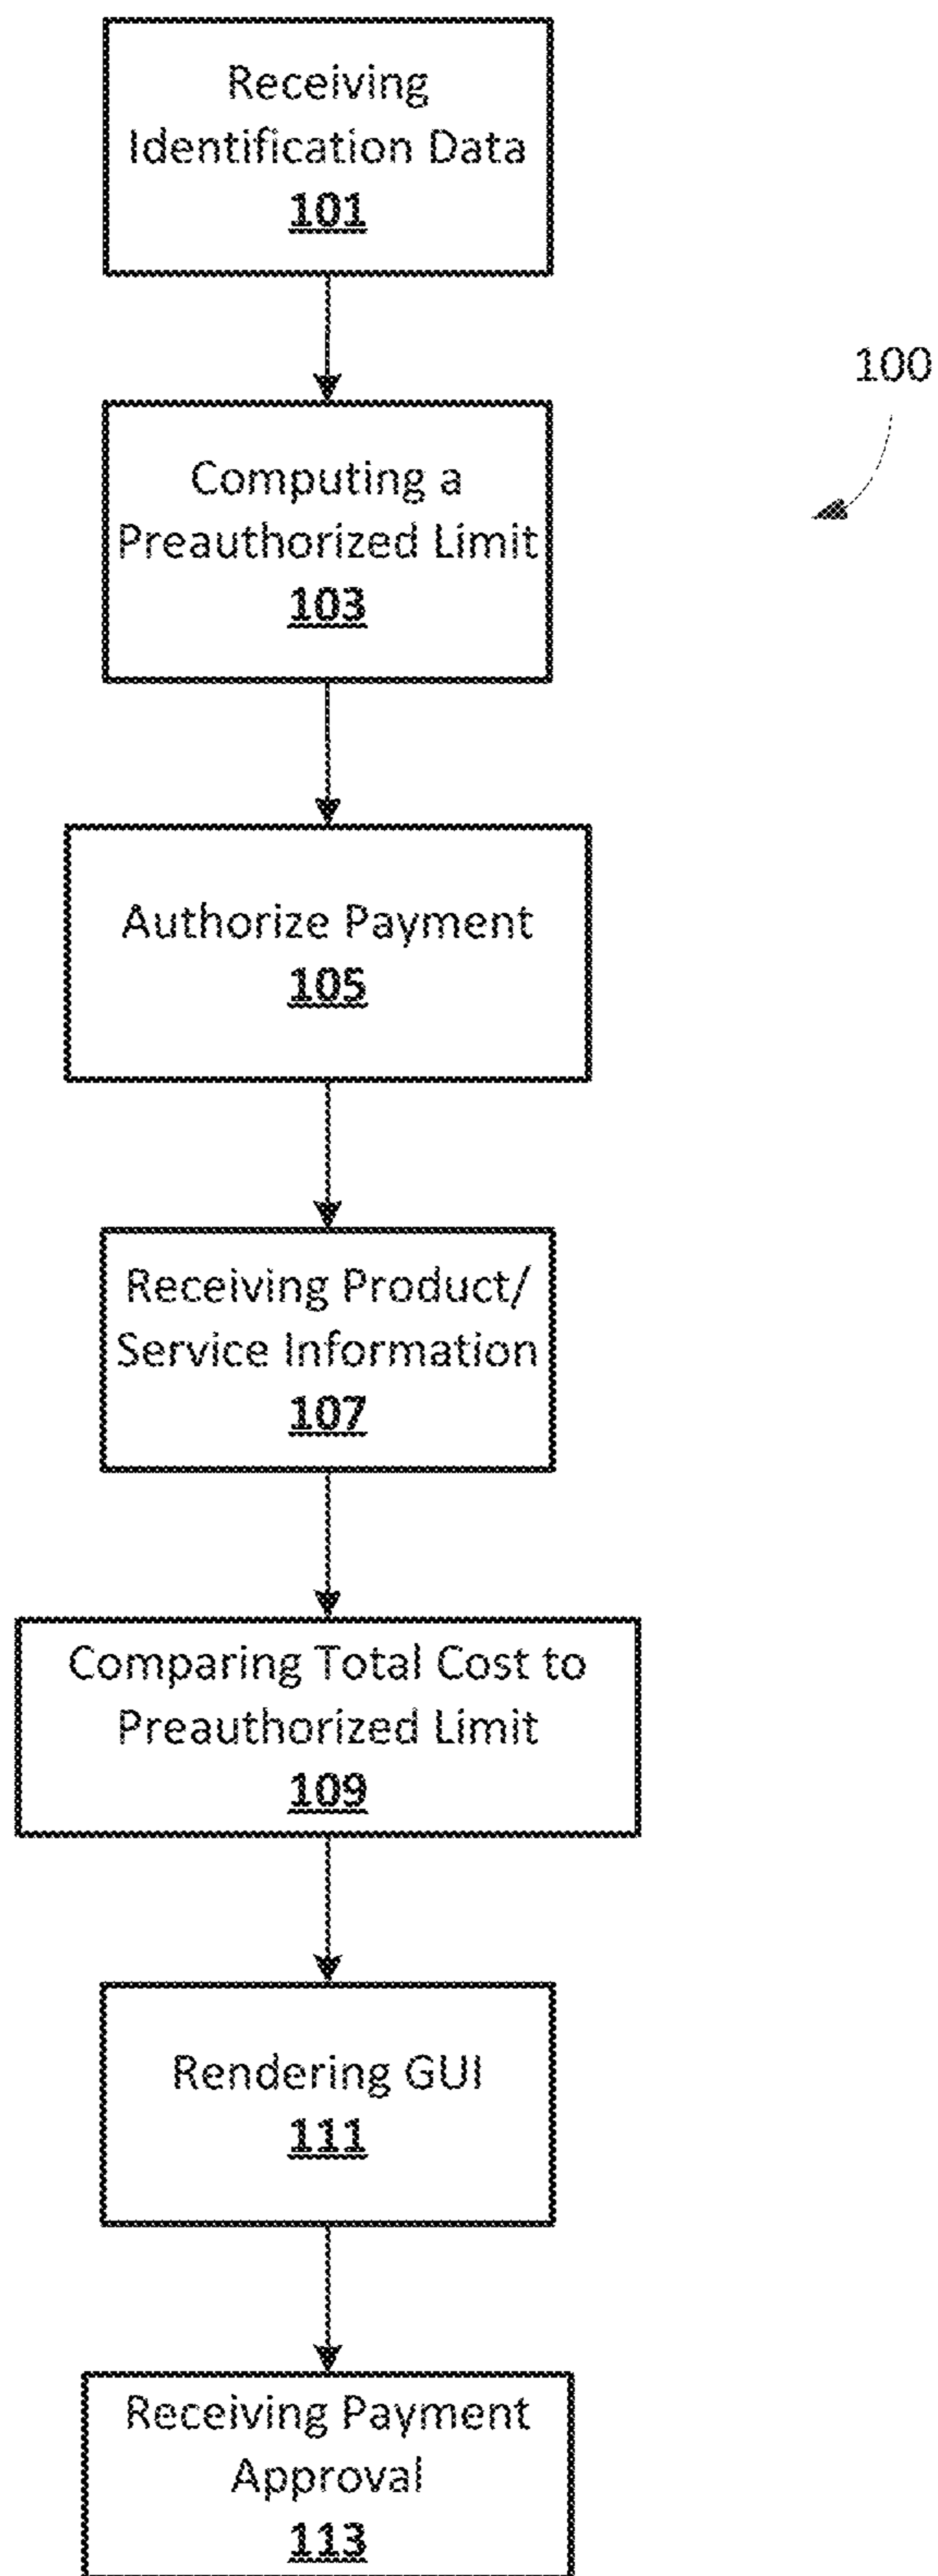 Receiving
Identification Data
101
100
Computing a
Preauthorized Limit
103
Authorize Payment
105
Receiving Product/
Service Information
107
Comparing Total Cost to
Preauthorized Limit
109
Rendering GUI
111
Receiving Payment
Approval
113